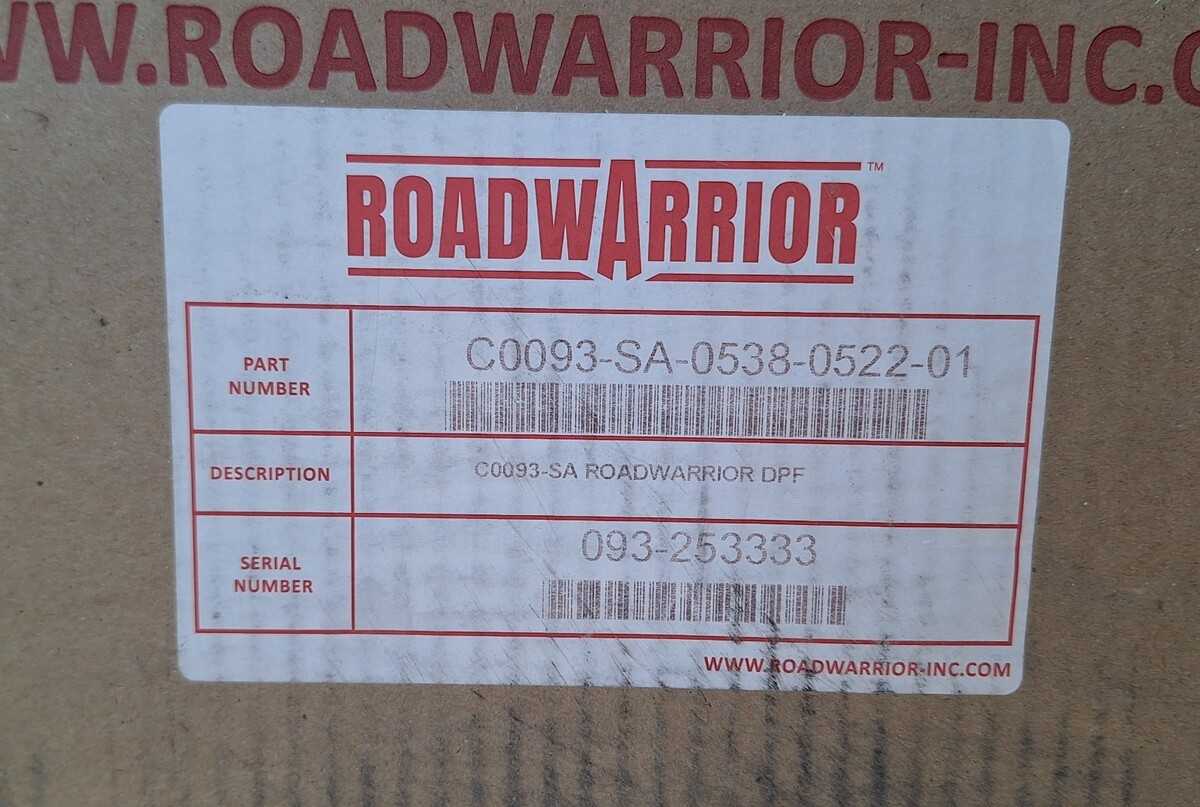 WW.ROADWARRIOR-INC.C
ROADWARRIOR™
PART
NUMBER
C0093-SA-0538-0522-01
DESCRIPTION
C0093-SA ROADWARRIOR DPF
SERIAL
NUMBER
093-253333
WWW.ROADWARRIOR-INC.COM